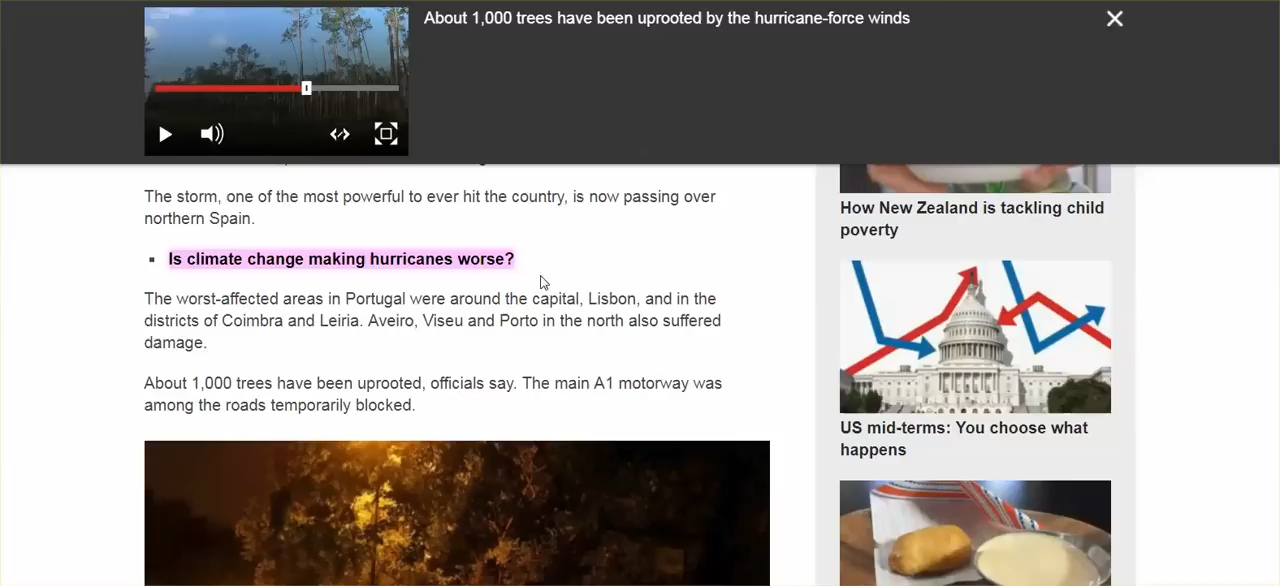 About 1,000 trees have been uprooted by the hurricane-force winds
The storm, one of the most powerful to ever hit the country, is now passing over
northern Spain.
▪ Is climate change making hurricanes worse?
The worst-affected areas in Portugal were around the capital, Lisbon, and in the
districts of Coimbra and Leiria. Aveiro, Viseu and Porto in the north also suffered
damage.
About 1,000 trees have been uprooted, officials say. The main A1 motorway was
among the roads temporarily blocked.
How New Zealand is tackling child
poverty
US mid-terms: You choose what
happens